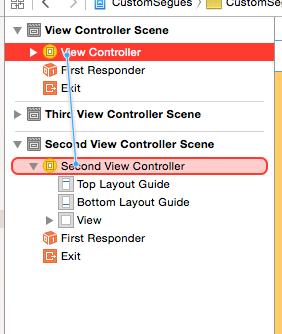 CustomSegues
CustomSe
View Controller Scene
View Controller
First Responder
Exit
Third View Controller Scene
Second View Controller Scene
Second View Controller
Top Layout Guide
Bottom Layout Guide
View
First Responder
Exit